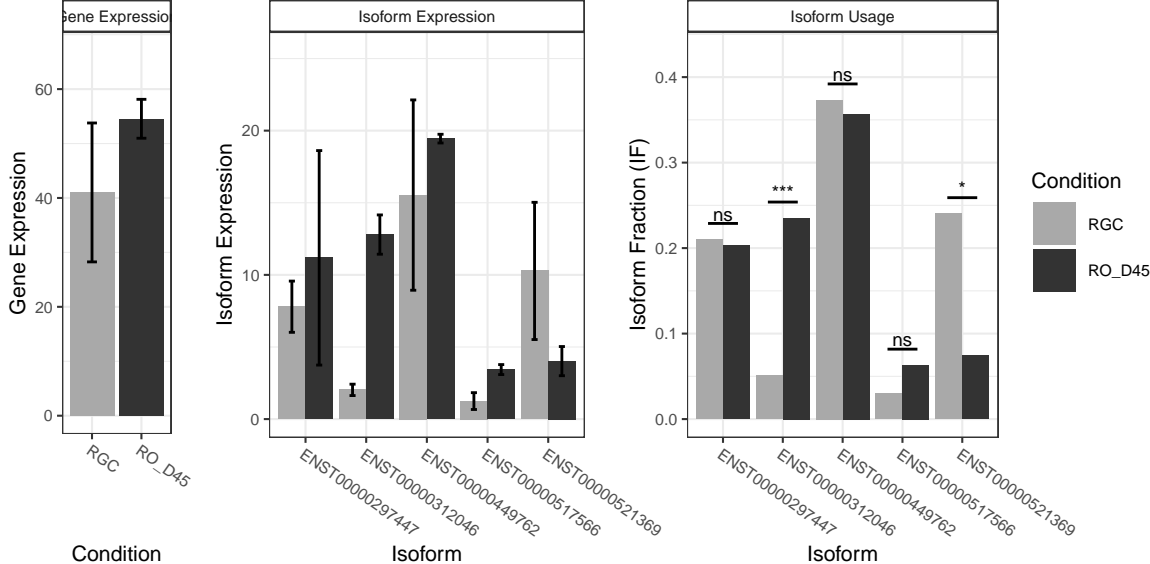 Gene Expression
Isoform Expression
Isoform Usage
Gene Expression
60
40
20
0
RGC
RO_D45
Condition
Isoform Expression
20
10
0
ENST00000297447
ENST00000312046
ENST00000449762
ENST00000517566
ENST00000521369
Isoform
Isoform Fraction (IF)
0.4
0.3
0.2
0.1
0.0
ns
***
ns
ns
*
ENST00000297447
ENST00000312046
ENST00000449762
ENST00000517566
ENST00000521369
Isoform
Condition
RGC
RO_D45